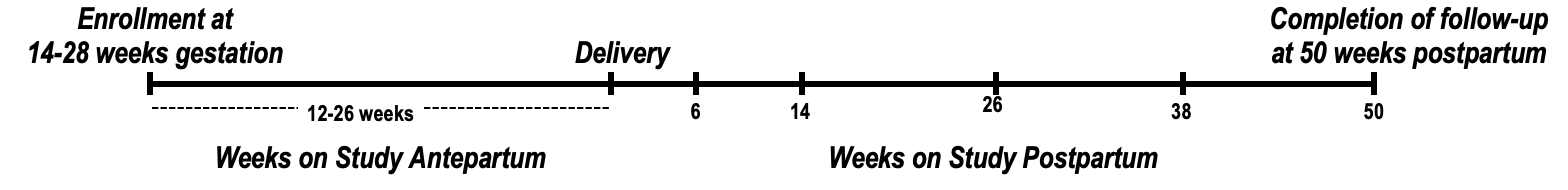 Enrollment at
14-28 weeks gestation
Delivery
Completion of follow-up
at 50 weeks postpartum
12-26 weeks
6
14
26
38
50
Weeks on Study Antepartum
Weeks on Study Postpartum